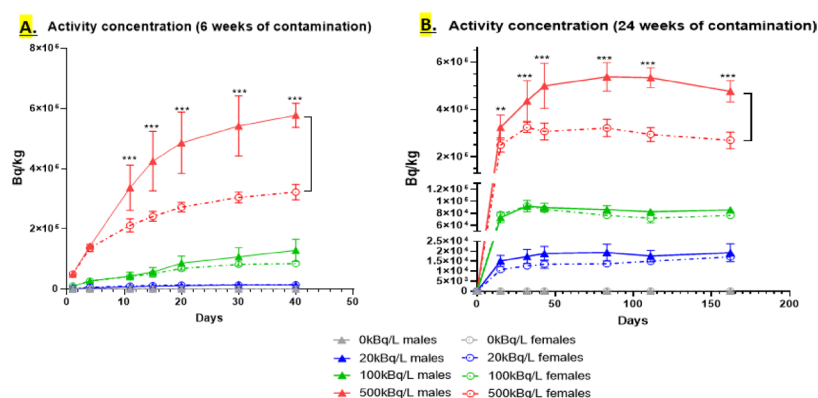 A. Activity concentration (6 weeks of contamination)
8×10⁶
6×10⁶
4×10⁶
2×10⁶
0
Bq/kg
0
10
20
30
40
50
Days
***
***
***
***
***
B. Activity concentration (24 weeks of contamination)
6×10⁶
4×10⁶
2×10⁶
1.2×10⁶
1×10⁶
8×10⁴
6×10⁴
2.5×10⁴
2×10⁴
1.5×10⁴
1×10⁴
5×10³
0
Bq/kg
0
50
100
150
200
Days
**
***
***
***
***
***
0kBq/L males
0kBq/L females
20kBq/L males
20kBq/L females
100kBq/L males
100kBq/L females
500kBq/L males
500kBq/L females